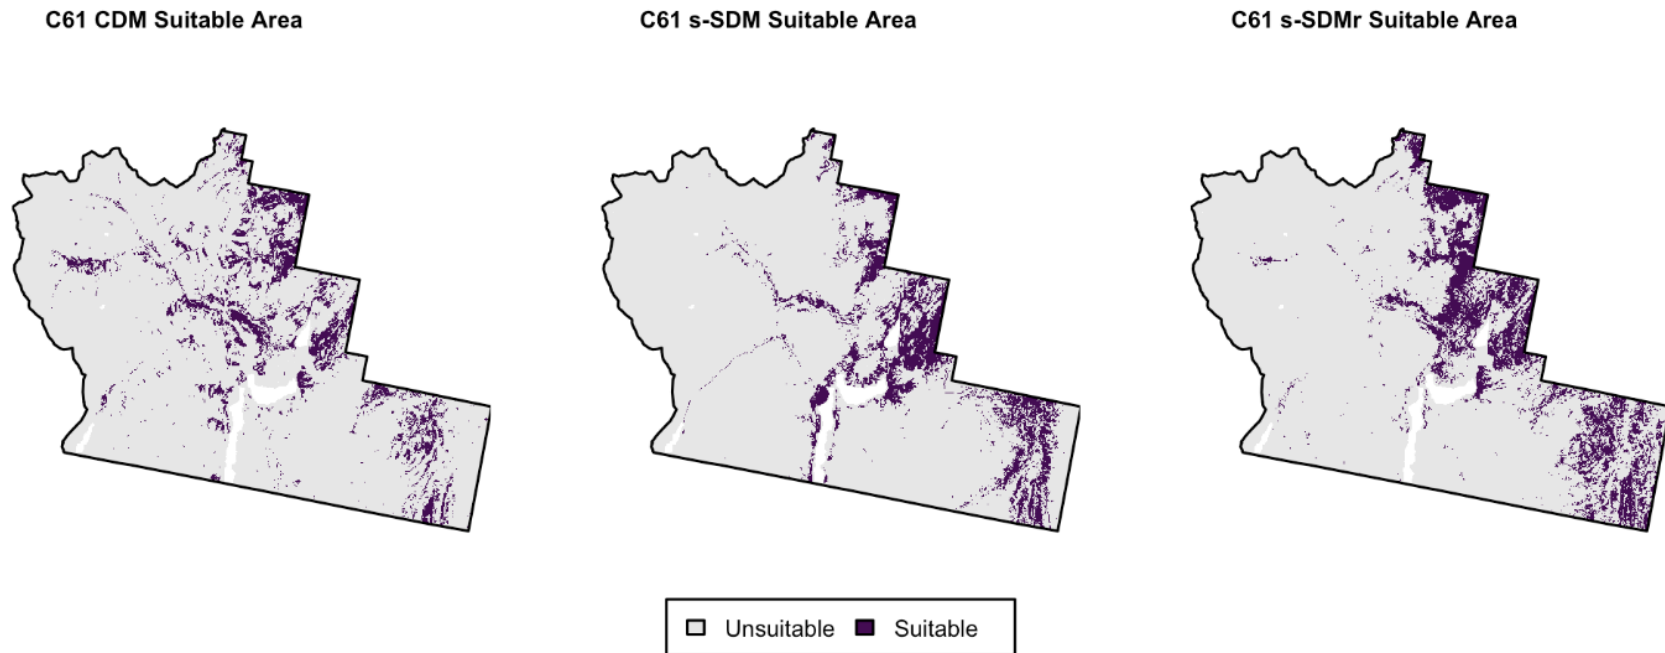 C61 CDM Suitable Area
C61 s-SDM Suitable Area
C61 s-SDMr Suitable Area
Unsuitable
Suitable